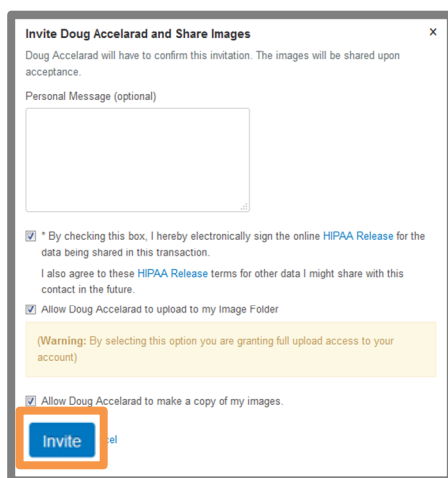 Invite Doug Accelarad and Share Images x
Doug Accelarad will have to confirm this invitation. The images will be shared upon
acceptance.
Personal Message (optional)
* By checking this box, I hereby electronically sign the online HIPAA Release for the
data being shared in this transaction.
I also agree to these HIPAA Release terms for other data I might share with this
contact in the future.
Allow Doug Accelarad to upload to my Image Folder
(Warning: By selecting this option you are granting full upload access to your
account)
Allow Doug Accelarad to make a copy of my images.
Invite